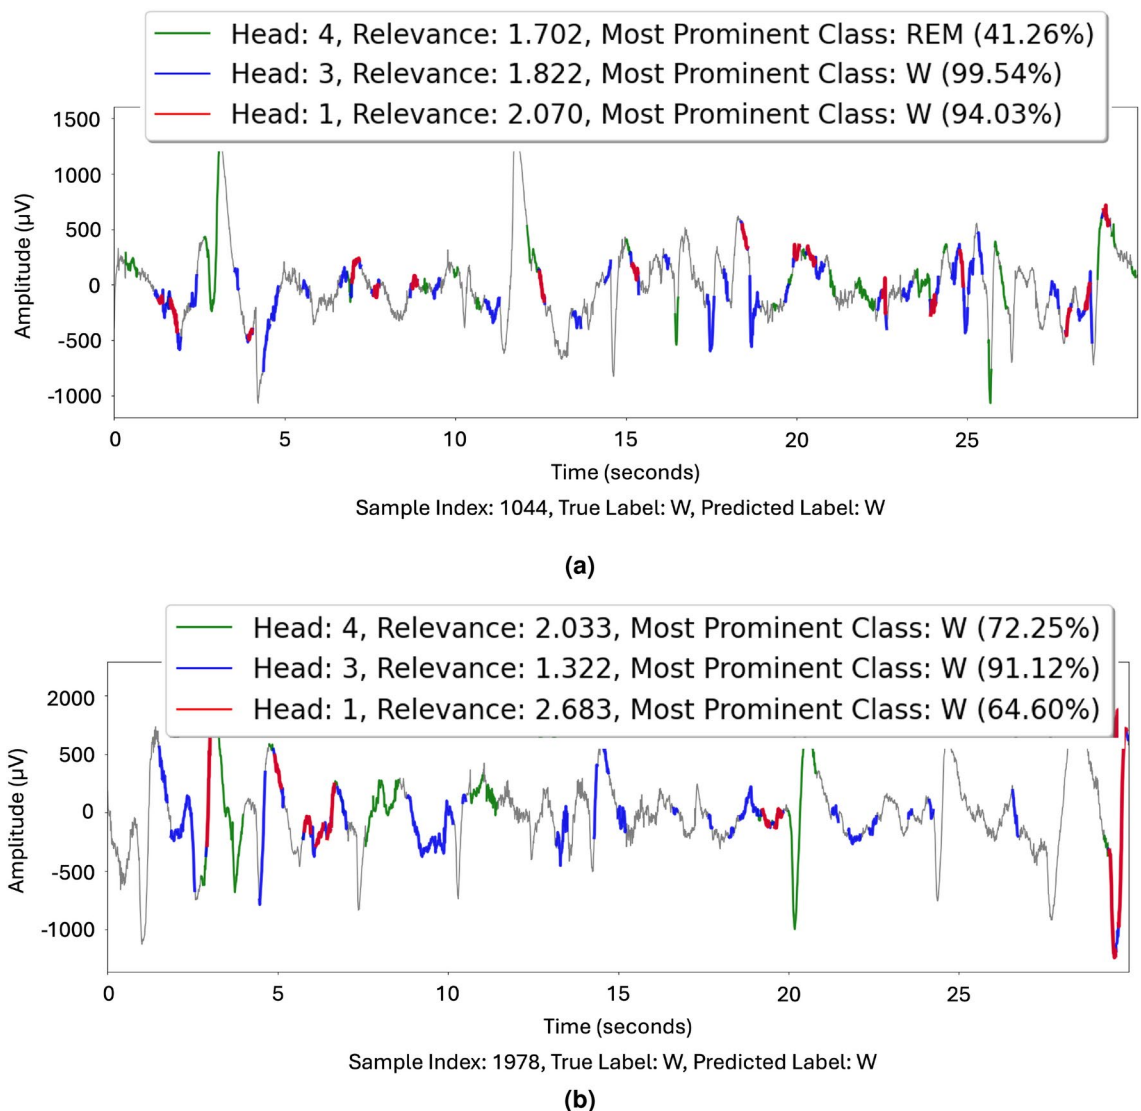 Head: 4, Relevance: 1.702, Most Prominent Class: REM (41.26%)
Head: 3, Relevance: 1.822, Most Prominent Class: W (99.54%)
Head: 1, Relevance: 2.070, Most Prominent Class: W (94.03%)
1500
1000
500
0
-500
-1000
Amplitude (µV)
0 5 10 15 20 25
Time (seconds)
Sample Index: 1044, True Label: W, Predicted Label: W
(a)
Head: 4, Relevance: 2.033, Most Prominent Class: W (72.25%)
Head: 3, Relevance: 1.322, Most Prominent Class: W (91.12%)
Head: 1, Relevance: 2.683, Most Prominent Class: W (64.60%)
2000
500
0
-500
-1000
Amplitude (µV)
0 5 10 15 20 25
Time (seconds)
Sample Index: 1978, True Label: W, Predicted Label: W
(b)